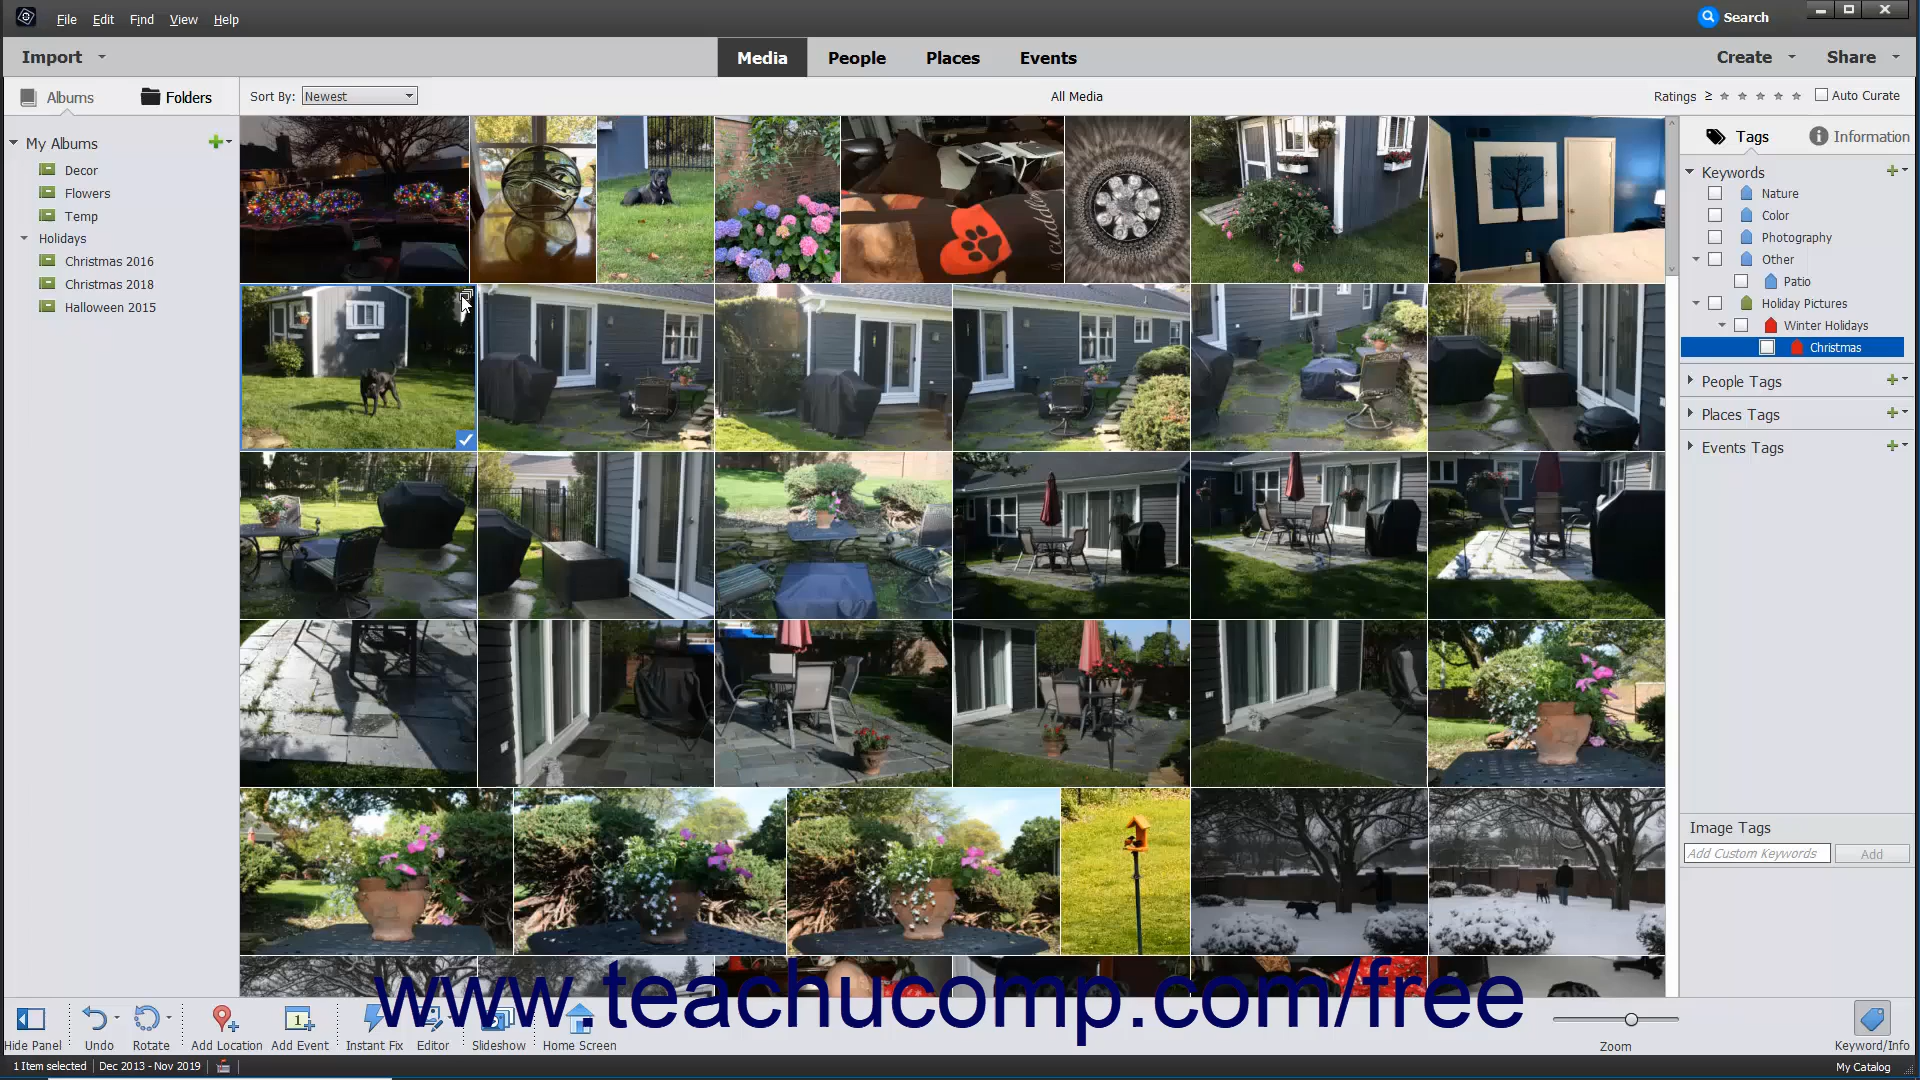 File Edit Find View Help
Search
Import
Media People Places Events
Create Share
Albums Folders
Sort By: Newest
All Media
Ratings ≥ Auto Curate
My Albums
Decor
Flowers
Temp
Holidays
Christmas 2016
Christmas 2018
Halloween 2015
Tags Information
Keywords
Nature
Color
Photography
Other
Patio
Holiday Pictures
Winter Holidays
Christmas
People Tags
Places Tags
Events Tags
Image Tags
Add Custom Keywords Add
www.teachucomp.com/free
Hide Panel Undo Rotate Add Location Add Event Instant Fix Editor Slideshow Home Screen
Zoom
Keyword/Info
1 Item selected Dec 2013 - Nov 2019
My Catalog